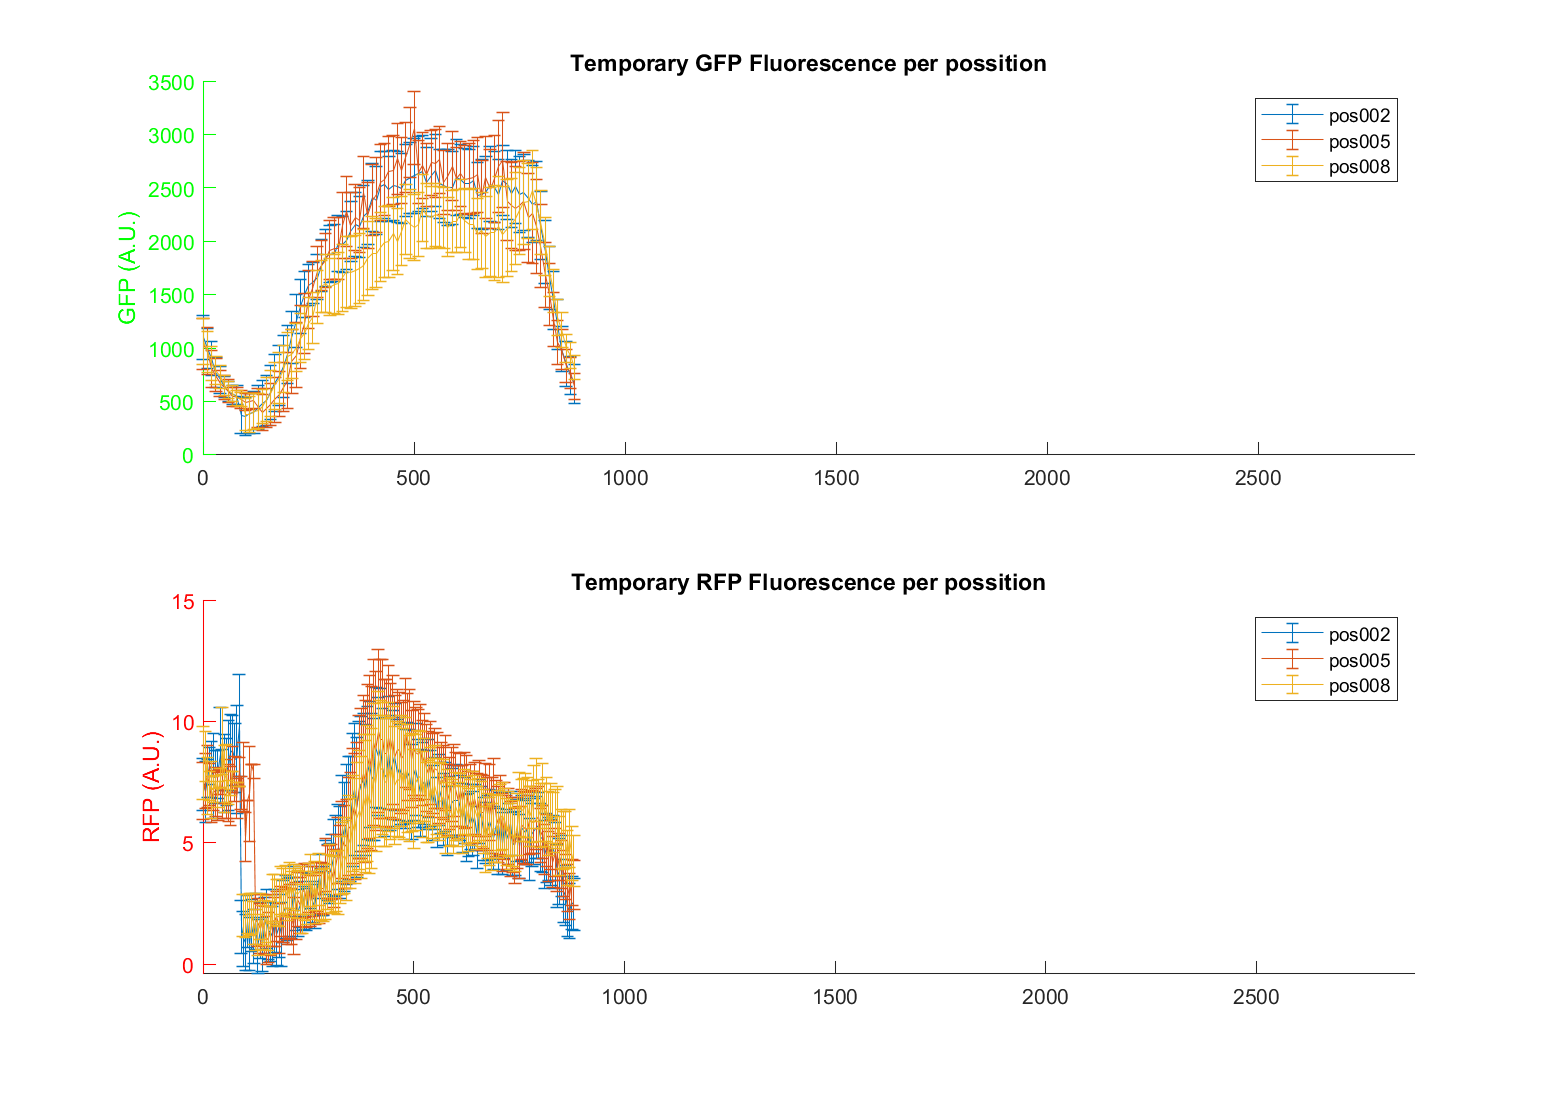 Temporary GFP Fluorescence per possition
3500
3000
2500
2000
1500
1000
500
0
GFP (A.U.)
pos002
pos005
pos008
0 500 1000 1500 2000 2500
Temporary RFP Fluorescence per possition
15
10
5
0
RFP (A.U.)
pos002
pos005
pos008
0 500 1000 1500 2000 2500